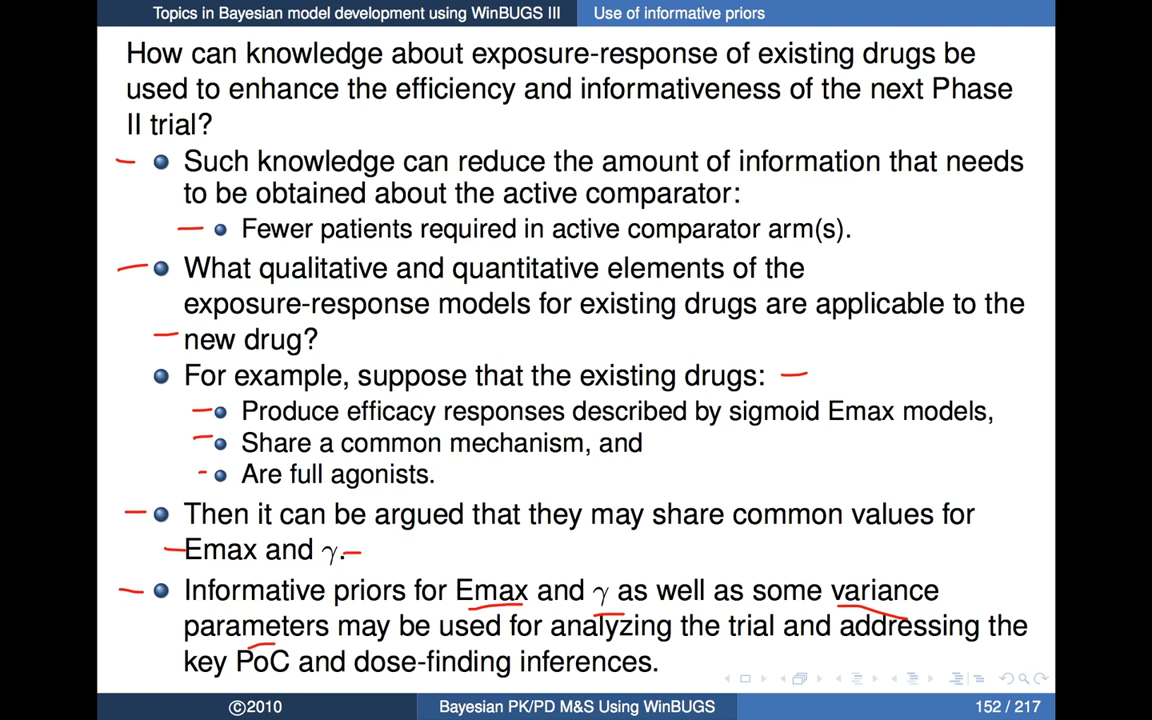 Topics in Bayesian model development using WinBUGS III Use of informative priors
How can knowledge about exposure-response of existing drugs be
used to enhance the efficiency and informativeness of the next Phase
II trial?
Such knowledge can reduce the amount of information that needs
to be obtained about the active comparator:
Fewer patients required in active comparator arm(s).
What qualitative and quantitative elements of the
exposure-response models for existing drugs are applicable to the
new drug?
For example, suppose that the existing drugs:
Produce efficacy responses described by sigmoid Emax models,
Share a common mechanism, and
Are full agonists.
Then it can be argued that they may share common values for
Emax and γ.
Informative priors for Emax and γ as well as some variance
parameters may be used for analyzing the trial and addressing the
key PoC and dose-finding inferences.
©2010 Bayesian PK/PD M&S Using WinBUGS 152 / 217